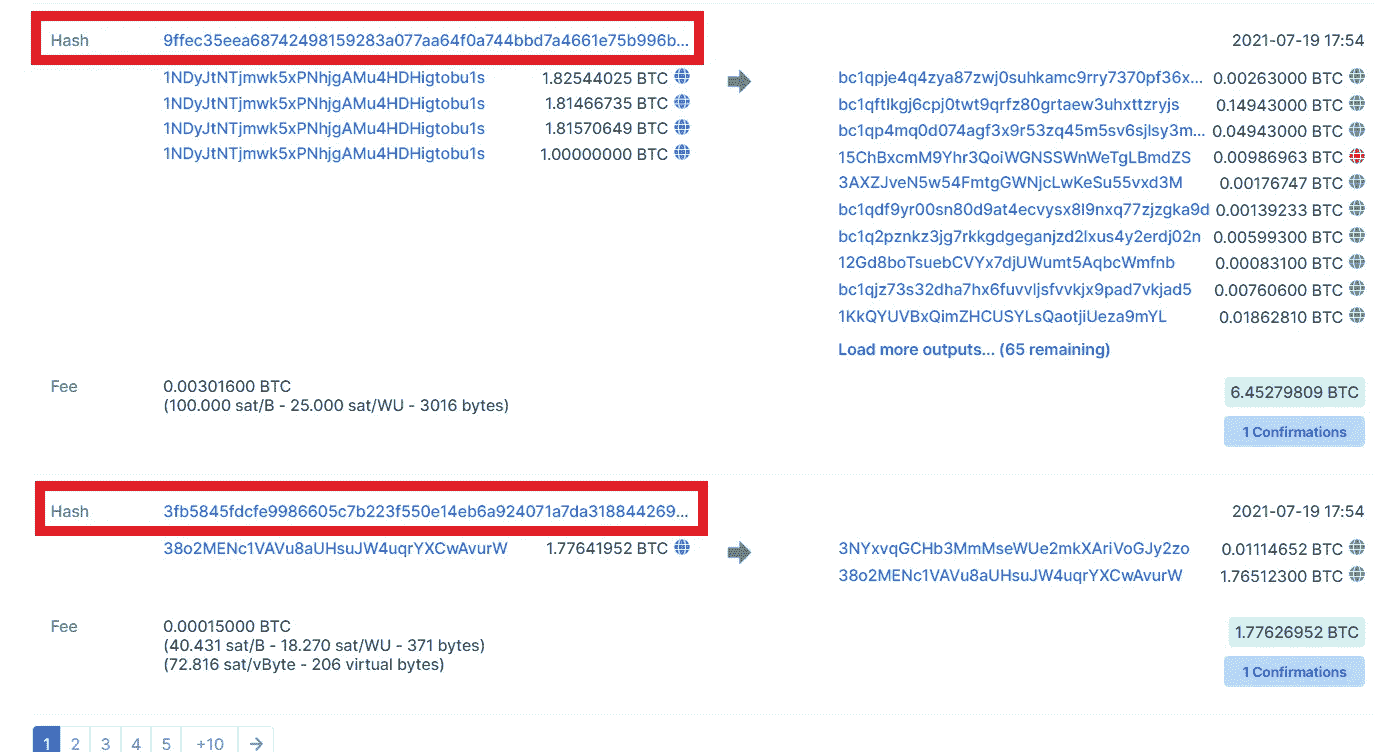 Hash 9ffec35eea68742498159283a077aa64f0a744bbd7a4661e75b996b... 2021-07-19 17:54
1NDyJtNTjmwk5xPNhjgAMu4HDHigtobu1s 1.82544025 BTC bc1qpje4q4zya87zwj0suhkamc9rry7370pf36x... 0.00263000 BTC
1NDyJtNTjmwk5xPNhjgAMu4HDHigtobu1s 1.81466735 BTC bc1qftlkgj6cpj0twt9qrfz80grtaew3uhxttzryjs 0.14943000 BTC
1NDyJtNTjmwk5xPNhjgAMu4HDHigtobu1s 1.81570649 BTC bc1qp4mq0d074agf3x9r53zq45m5sv6sjlsy3m... 0.04943000 BTC
1NDyJtNTjmwk5xPNhjgAMu4HDHigtobu1s 1.00000000 BTC 15ChBxcmM9Yhr3QoiWGNSSWnWeTgLBmdZS 0.00986963 BTC
3AXZJveN5w54FmtgGWNjcLwKeSu55vxd3M 0.00176747 BTC
bc1qdf9yr00sn80d9at4ecvysx8l9nxq77zjzgka9d 0.00139233 BTC
bc1q2pznkz3jg7rkkgdgeganjzd2lxus4y2erdj02n 0.00599300 BTC
12Gd8boTsuebCVYx7djUWumt5AqbcWmfnb 0.00083100 BTC
bc1qjz73s32dha7hx6fuvvljsfvvkjx9pad7vkjad5 0.00760600 BTC
1KkQYUVBxQimZHCUSYLsQaotjiUeza9mYL 0.01862810 BTC
Load more outputs... (65 remaining)
Fee 0.00301600 BTC 6.45279809 BTC
(100.000 sat/B - 25.000 sat/WU - 3016 bytes)
1 Confirmations
Hash 3fb5845fdcfe9986605c7b223f550e14eb6a924071a7da318844269... 2021-07-19 17:54
38o2MENc1VAVu8aUHsuJW4uqrYXCwAvurW 1.77641952 BTC 3NYxvqGCHb3MmMseWUe2mkXAriVoGJy2zo 0.01114652 BTC
38o2MENc1VAVu8aUHsuJW4uqrYXCwAvurW 1.76512300 BTC
Fee 0.00015000 BTC 1.77626952 BTC
(40.431 sat/B - 18.270 sat/WU - 371 bytes)
(72.816 sat/vByte - 206 virtual bytes) 1 Confirmations
1 2 3 4 5 +10